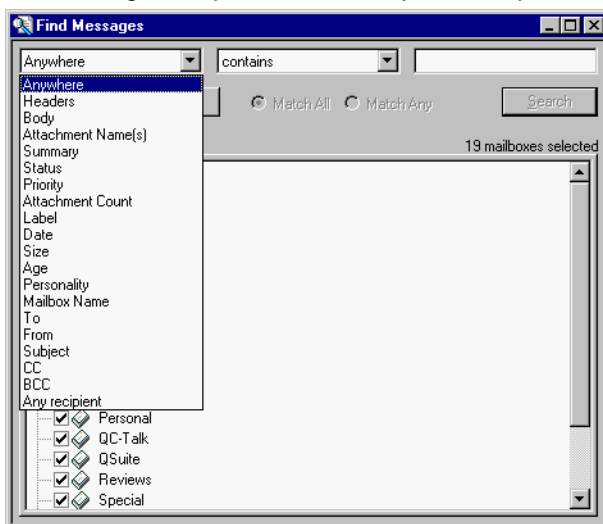 Find Messages
Anywhere contains
Anywhere
Headers
Body
Attachment Name(s)
Summary
Status
Priority
Attachment Count
Label
Date
Size
Age
Personality
Mailbox Name
To
From
Subject
CC
BCC
Any recipient
Match All Match Any Search
19 mailboxes selected
Personal
QC-Talk
QSuite
Reviews
Special